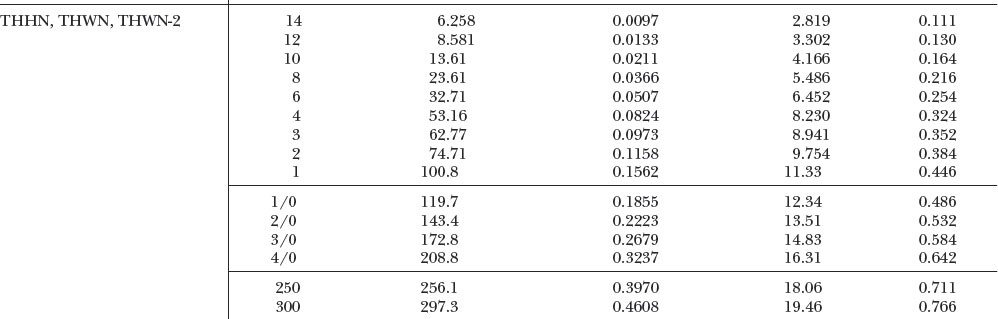 THHN, THWN, THWN-2 14 6.258 0.0097 2.819 0.111
12 8.581 0.0133 3.302 0.130
10 13.61 0.0211 4.166 0.164
8 23.61 0.0366 5.486 0.216
6 32.71 0.0507 6.452 0.254
4 53.16 0.0824 8.230 0.324
3 62.77 0.0973 8.941 0.352
2 74.71 0.1158 9.754 0.384
1 100.8 0.1562 11.33 0.446
1/0 119.7 0.1855 12.34 0.486
2/0 143.4 0.2223 13.51 0.532
3/0 172.8 0.2679 14.83 0.584
4/0 208.8 0.3237 16.31 0.642
250 256.1 0.3970 18.06 0.711
300 297.3 0.4608 19.46 0.766